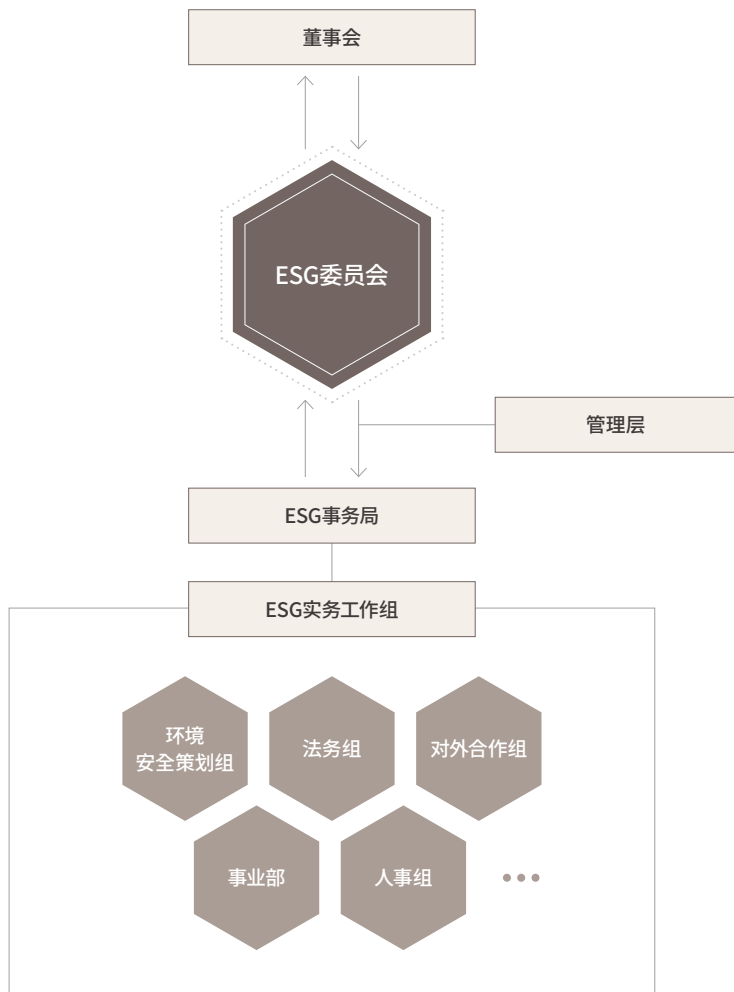 董事会
ESG委员会
管理层
ESG事务局
ESG实务工作组
环境
安全策划组
法务组
对外合作组
事业部
人事组